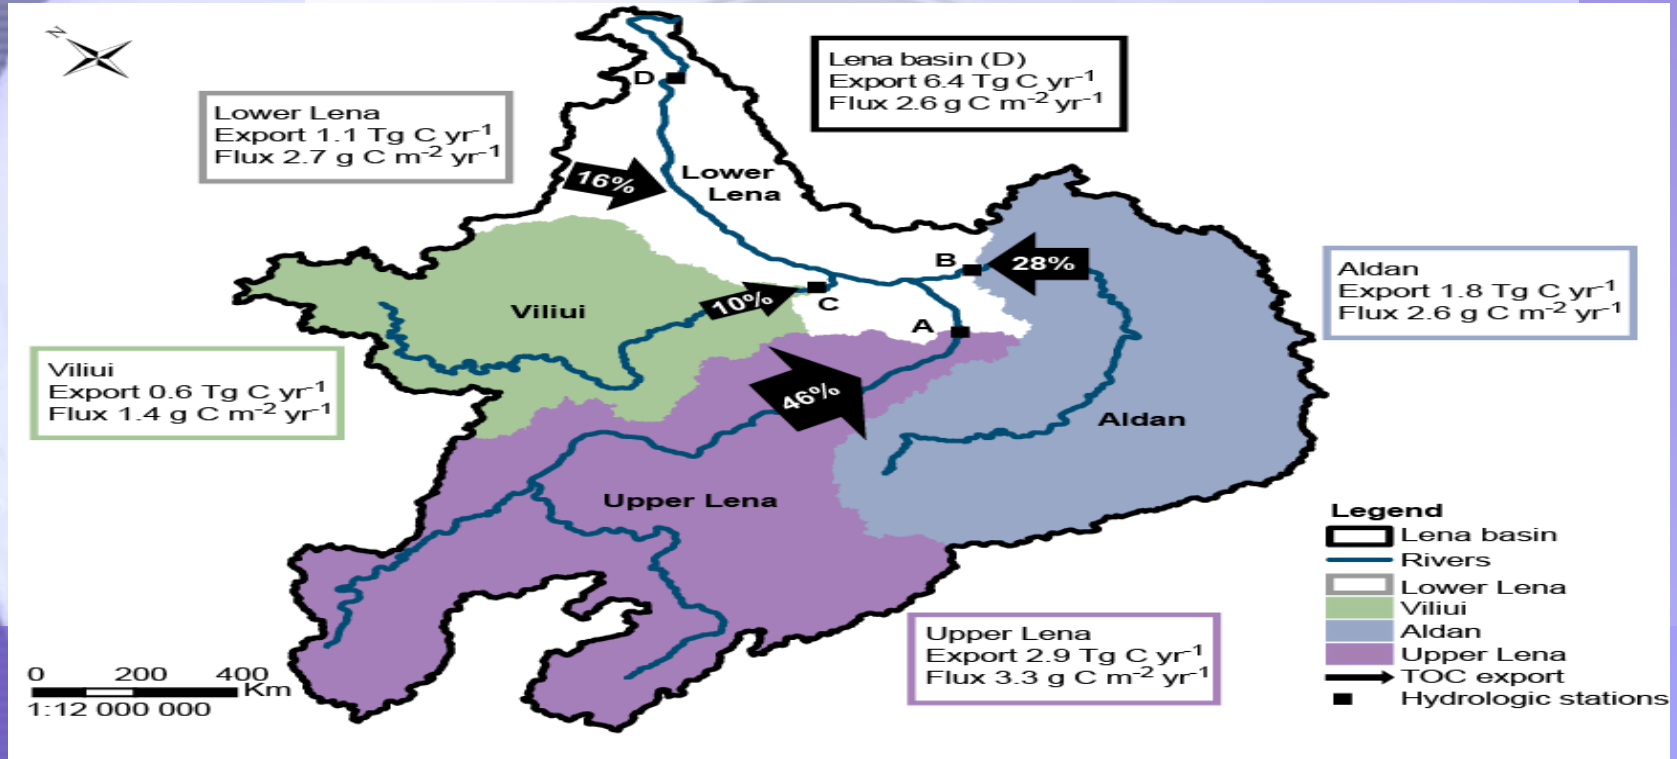 N
Lena basin (D)
Export 6.4 Tg C yr⁻¹
Flux 2.6 g C m⁻² yr⁻¹
D
Lower Lena
Export 1.1 Tg C yr⁻¹
Flux 2.7 g C m⁻² yr⁻¹
16%
Lower
Lena
B
28%
Aldan
Export 1.8 Tg C yr⁻¹
Flux 2.6 g C m⁻² yr⁻¹
Viliui
10%
C
A
Viliui
Export 0.6 Tg C yr⁻¹
Flux 1.4 g C m⁻² yr⁻¹
46%
Aldan
Upper Lena
Upper Lena
Export 2.9 Tg C yr⁻¹
Flux 3.3 g C m⁻² yr⁻¹
Legend
Lena basin
Rivers
Lower Lena
Viliui
Aldan
Upper Lena
TOC export
Hydrologic stations
0 200 400
Km
1:12 000 000